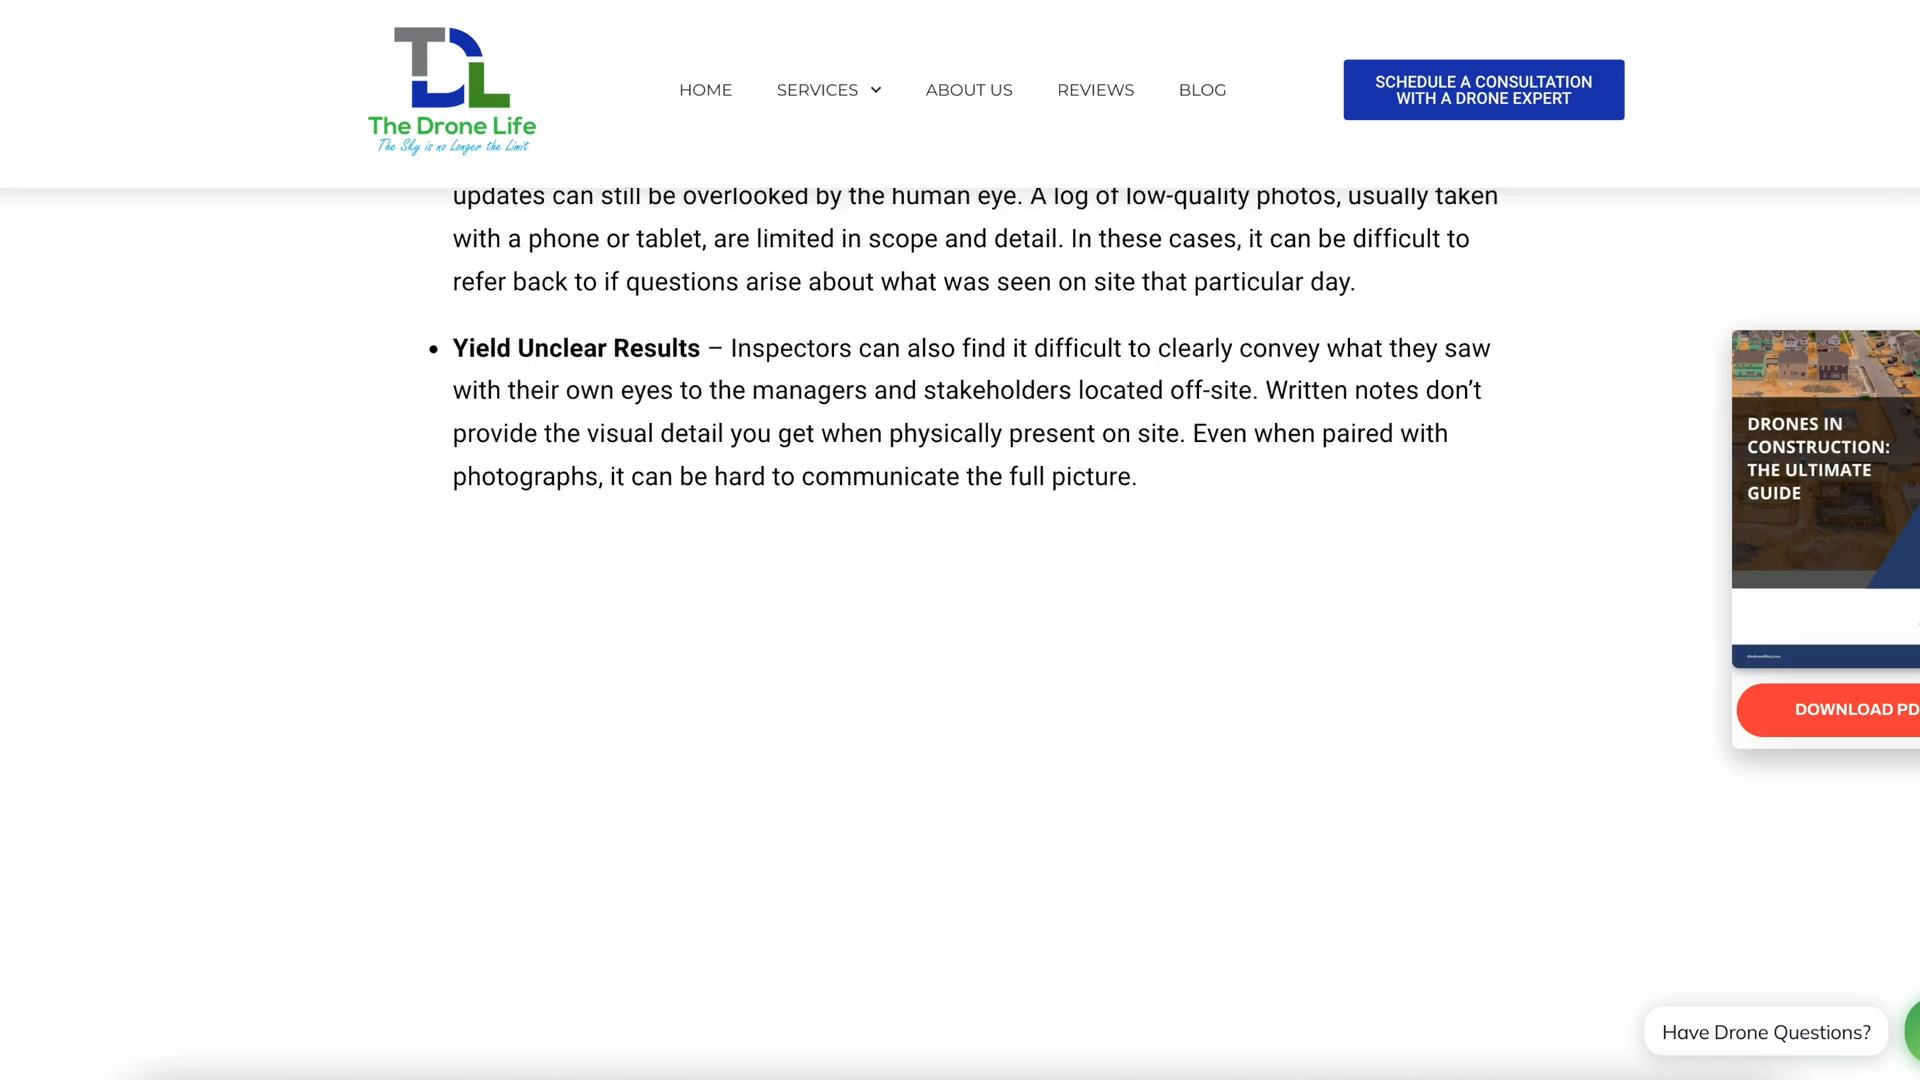 The Drone Life
The Sky is no Longer the Limit
HOME
SERVICES
ABOUT US
REVIEWS
BLOG
SCHEDULE A CONSULTATION
WITH A DRONE EXPERT
updates can still be overlooked by the human eye. A log of low-quality photos, usually taken
with a phone or tablet, are limited in scope and detail. In these cases, it can be difficult to
refer back to if questions arise about what was seen on site that particular day.
• Yield Unclear Results – Inspectors can also find it difficult to clearly convey what they saw
with their own eyes to the managers and stakeholders located off-site. Written notes don’t
provide the visual detail you get when physically present on site. Even when paired with
photographs, it can be hard to communicate the full picture.
DRONES IN
CONSTRUCTION:
THE ULTIMATE
GUIDE
DOWNLOAD PD
Have Drone Questions?